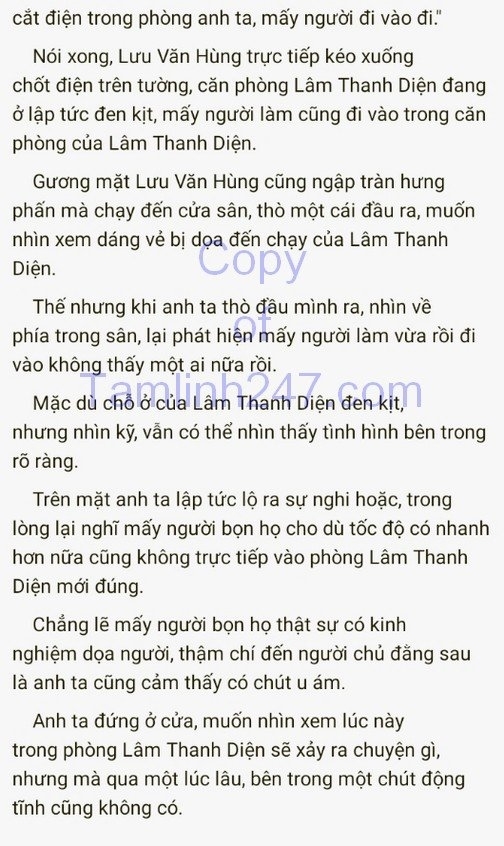 cắt điện trong phòng anh ta, mấy người đi vào đi."
Nói xong, Lưu Văn Hùng trực tiếp kéo xuống
chốt điện trên tường, căn phòng Lâm Thanh Diện đang
ở lập tức đen kịt, mấy người làm cũng đi vào trong căn
phòng của Lâm Thanh Diện.
Gương mặt Lưu Văn Hùng cũng ngập tràn hưng
phấn mà chạy đến cửa sân, thò một cái đầu ra, muốn
nhìn xem dáng vẻ bị dọa đến chạy của Lâm Thanh
Diện.
Copy
Thế nhưng khi anh ta thò đầu mình ra, nhìn về
of
phía trong sân, lại phát hiện mấy người làm vừa rồi đi
vào không thấy một ai nữa rồi.
Tamlinh247.com
Mặc dù chỗ ở của Lâm Thanh Diện đen kịt,
nhưng nhìn kỹ, vẫn có thể nhìn thấy tình hình bên trong
rõ ràng.
Trên mặt anh ta lập tức lộ ra sự nghi hoặc, trong
lòng lại nghĩ mấy người bọn họ cho dù tốc độ có nhanh
hơn nữa cũng không trực tiếp vào phòng Lâm Thanh
Diện mới đúng.
Chẳng lẽ mấy người bọn họ thật sự có kinh
nghiệm dọa người, thậm chí đến người chủ đằng sau
là anh ta cũng cảm thấy có chút u ám.
Anh ta đứng ở cửa, muốn nhìn xem lúc này
trong phòng Lâm Thanh Diện sẽ xảy ra chuyện gì,
nhưng mà qua một lúc lâu, bên trong một chút động
tĩnh cũng không có.